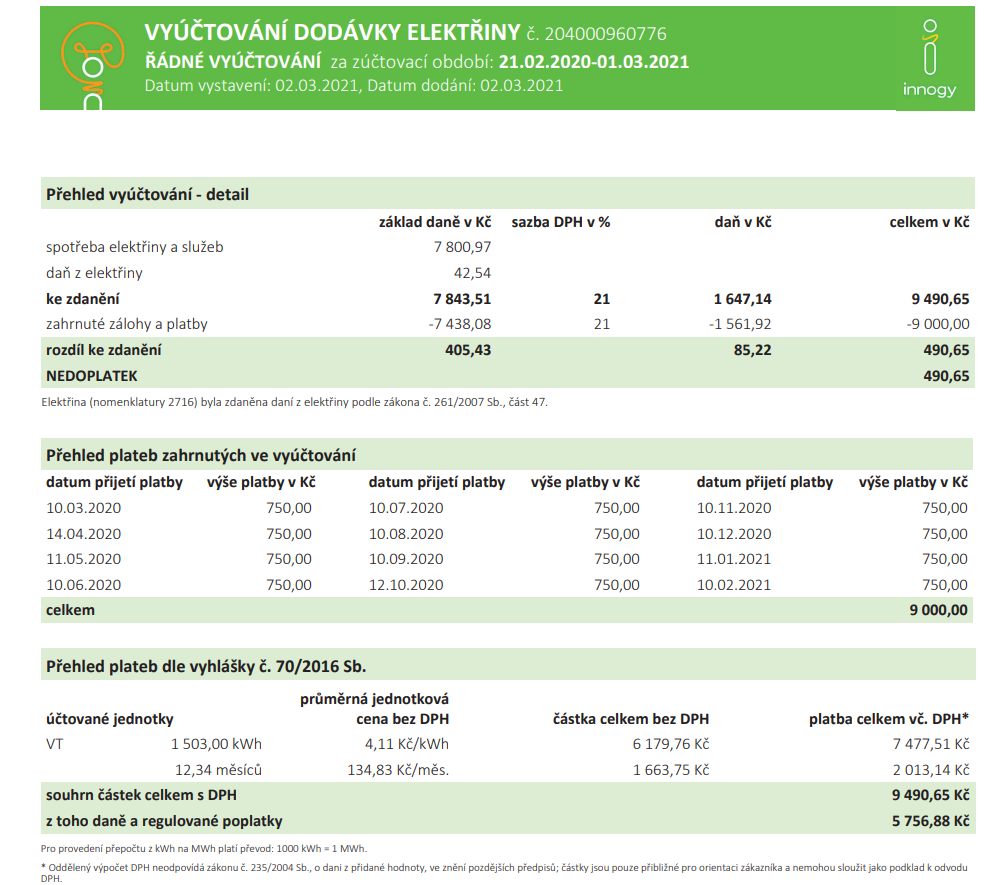 VYÚČTOVÁNÍ DODÁVKY ELEKTŘINY č. 204000960776
ŘÁDNÉ VYÚČTOVÁNÍ za zúčtovací období: 21.02.2020-01.03.2021
Datum vystavení: 02.03.2021, Datum dodání: 02.03.2021
innogy
Přehled vyúčtování - detail
základ daně v Kč sazba DPH v % daň v Kč celkem v Kč
spotřeba elektřiny a služeb 7 800,97
daň z elektřiny 42,54
ke zdanění 7 843,51 21 1 647,14 9 490,65
zahrnuté zálohy a platby -7 438,08 21 -1 561,92 -9 000,00
rozdíl ke zdanění 405,43 85,22 490,65
NEDOPLATEK 490,65
Elektřina (nomenklatury 2716) byla zdaněna daní z elektřiny podle zákona č. 261/2007 Sb., část 47.
Přehled plateb zahrnutých ve vyúčtování
datum přijetí platby výše platby v Kč datum přijetí platby výše platby v Kč datum přijetí platby výše platby v Kč
10.03.2020 750,00 10.07.2020 750,00 10.11.2020 750,00
14.04.2020 750,00 10.08.2020 750,00 10.12.2020 750,00
11.05.2020 750,00 10.09.2020 750,00 11.01.2021 750,00
10.06.2020 750,00 12.10.2020 750,00 10.02.2021 750,00
celkem 9 000,00
Přehled plateb dle vyhlášky č. 70/2016 Sb.
průměrná jednotková
účtované jednotky cena bez DPH částka celkem bez DPH platba celkem vč. DPH*
VT 1 503,00 kWh 4,11 Kč/kWh 6 179,76 Kč 7 477,51 Kč
12,34 měsíců 134,83 Kč/měs. 1 663,75 Kč 2 013,14 Kč
souhrn částek celkem s DPH 9 490,65 Kč
z toho daně a regulované poplatky 5 756,88 Kč
Pro provedení přepočtu z kWh na MWh platí převod: 1000 kWh = 1 MWh.
* Oddělený výpočet DPH neodpovídá zákonu č. 235/2004 Sb., o dani z přidané hodnoty, ve znění pozdějších předpisů; částky jsou pouze přibližné pro orientaci zákazníka a nemohou sloužit jako podklad k odvodu
DPH.